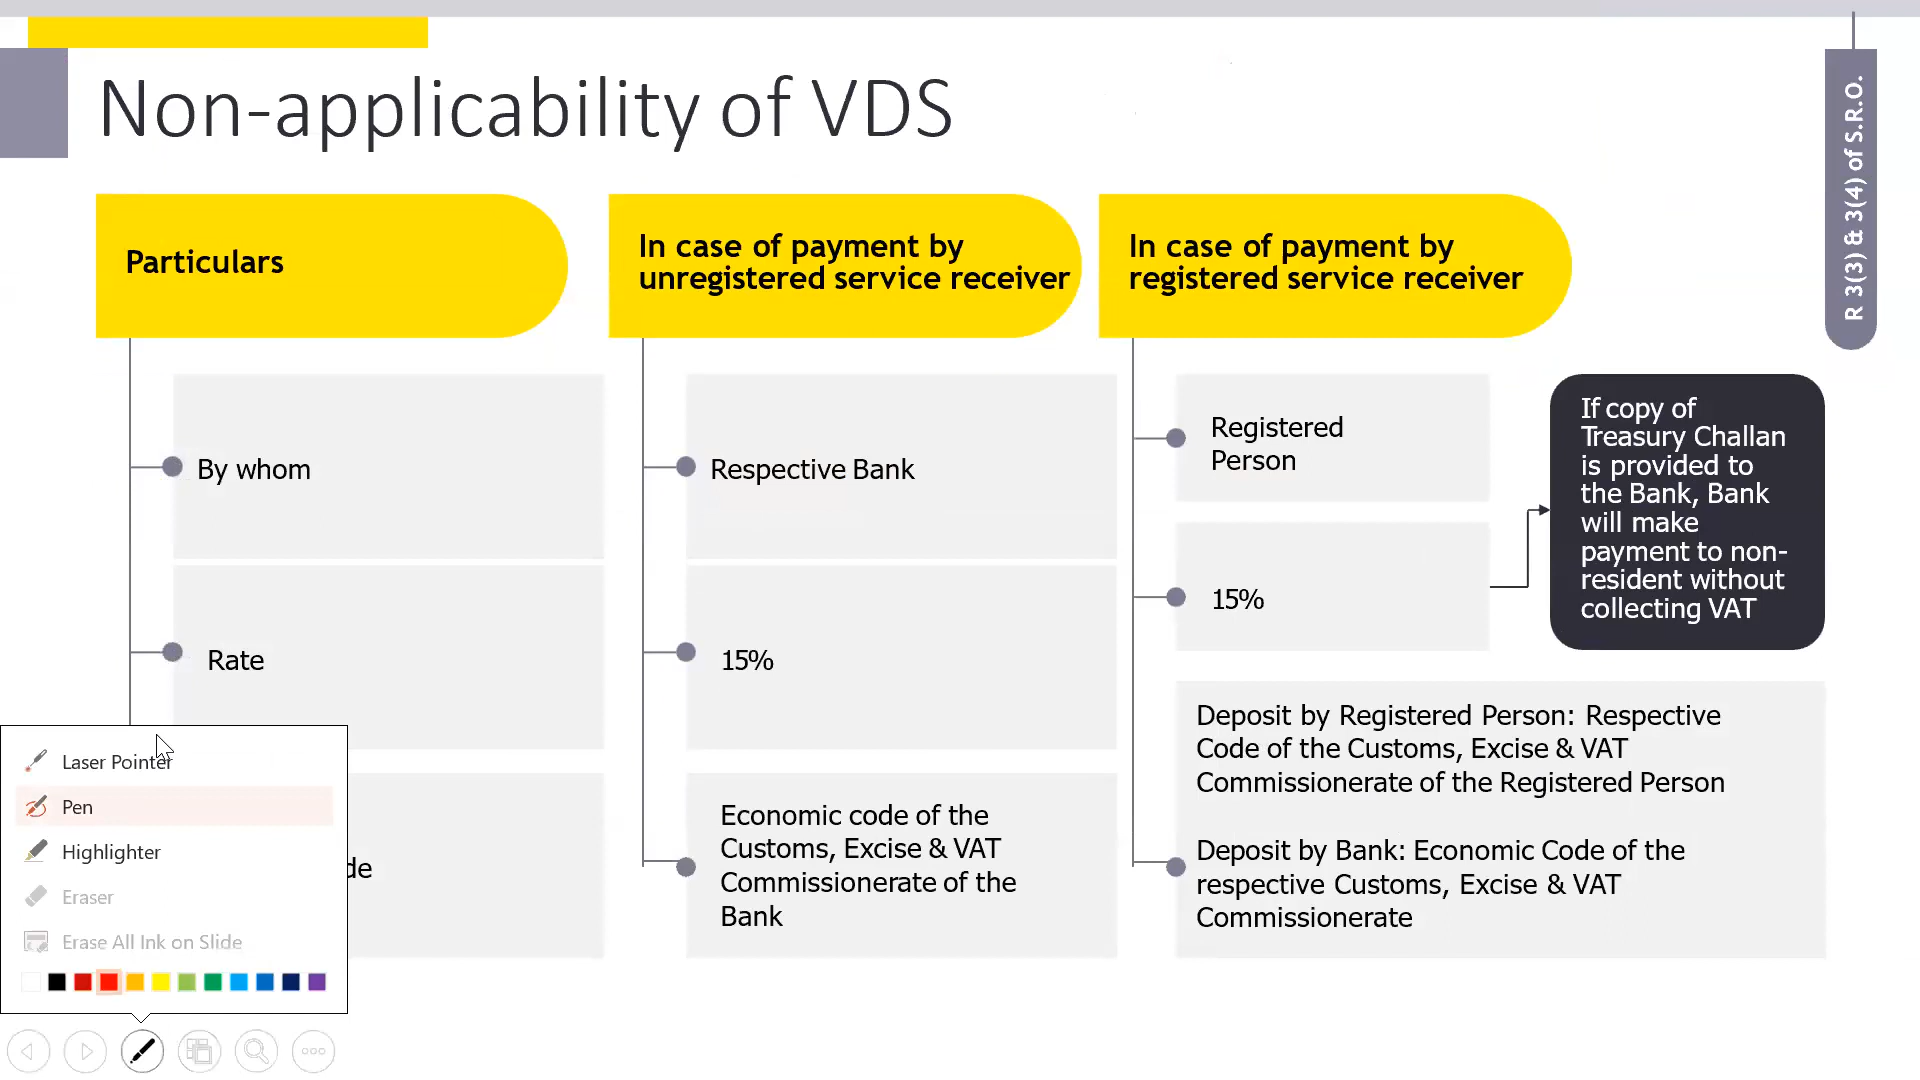 Non-applicability of VDS
R 3(3) & 3(4) of S.R.O.
Particulars
In case of payment by
unregistered service receiver
In case of payment by
registered service receiver
By whom
Respective Bank
Registered
Person
If copy of
Treasury Challan
is provided to
the Bank, Bank
will make
payment to non-
resident without
collecting VAT
Rate
15%
15%
de
Economic code of the
Customs, Excise & VAT
Commissionerate of the
Bank
Deposit by Registered Person: Respective
Code of the Customs, Excise & VAT
Commissionerate of the Registered Person
Deposit by Bank: Economic Code of the
respective Customs, Excise & VAT
Commissionerate
Laser Pointer
Pen
Highlighter
Eraser
Erase All Ink on Slide